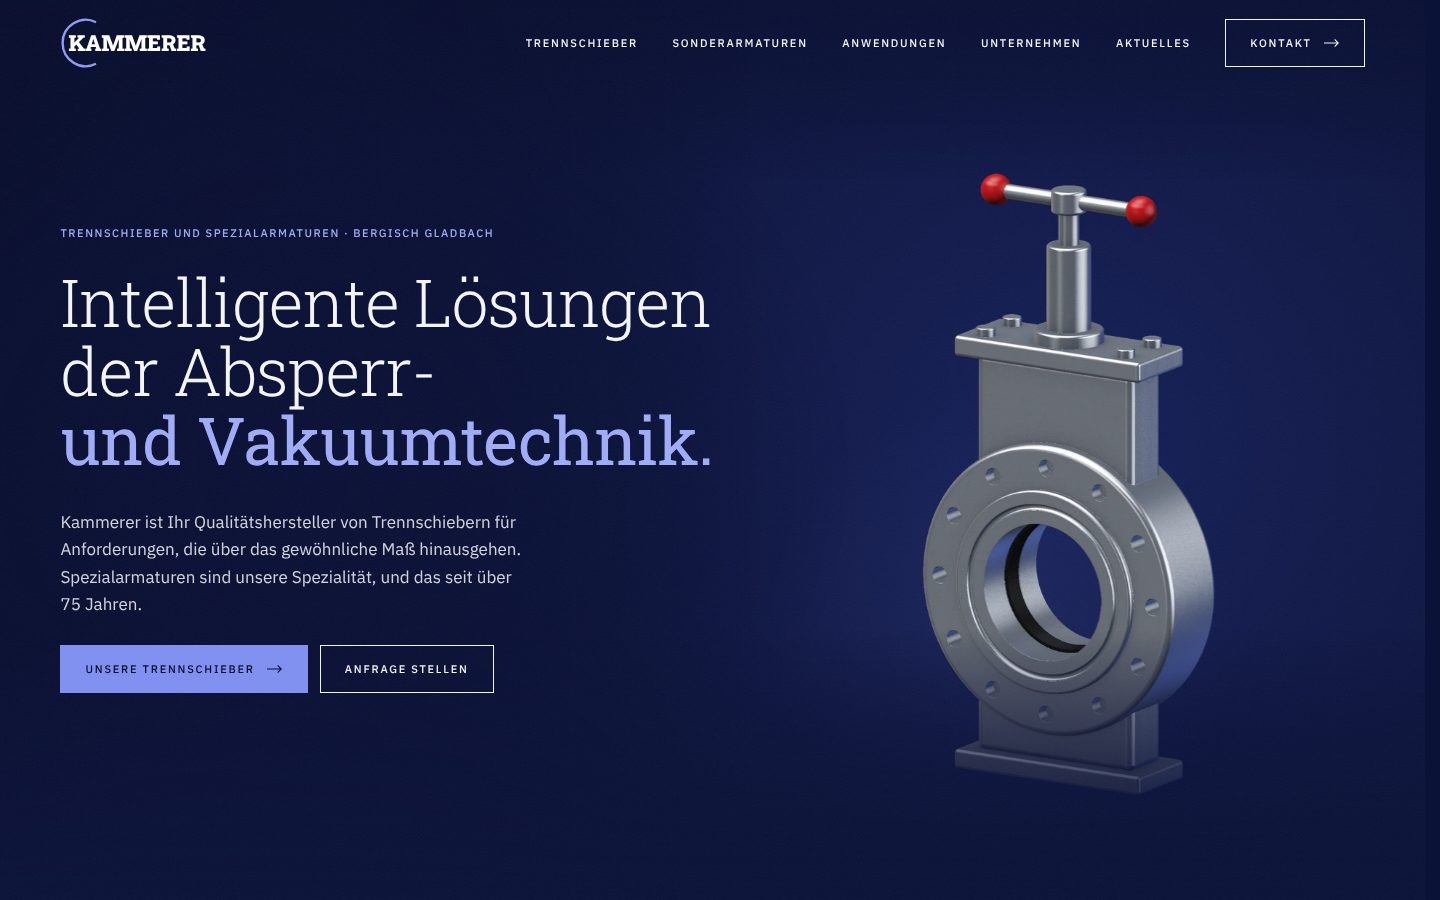 KAMMERER
TRENNSCHIEBER
SONDERARMATUREN
ANWENDUNGEN
UNTERNEHMEN
AKTUELLES
KONTAKT
TRENNSCHIEBER UND SPEZIALARMATUREN · BERGISCH GLADBACH
Intelligente Lösungen
der Absperr-
und Vakuumtechnik.
Kammerer ist Ihr Qualitätshersteller von Trennschiebern für
Anforderungen, die über das gewöhnliche Maß hinausgehen.
Spezialarmaturen sind unsere Spezialität, und das seit über
75 Jahren.
UNSERE TRENNSCHIEBER
ANFRAGE STELLEN